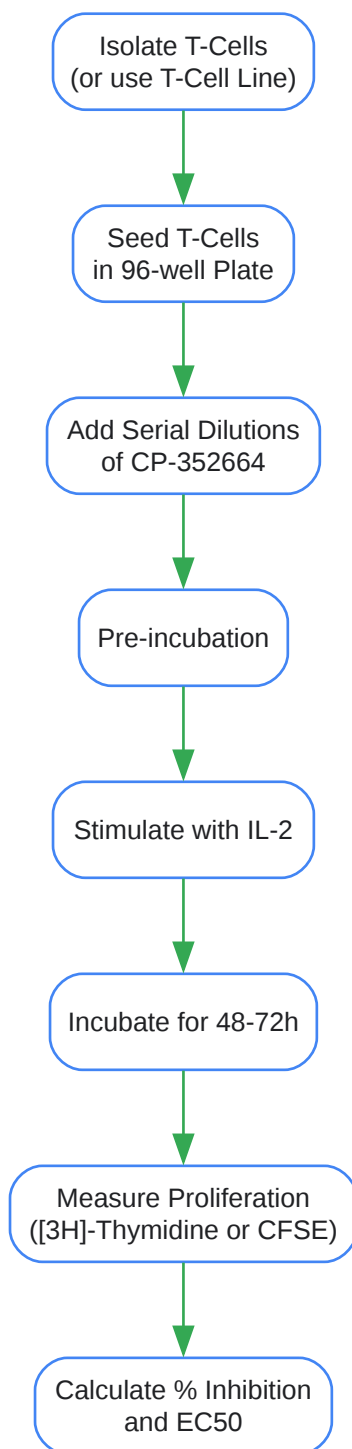 Isolate T-Cells
(or use T-Cell Line)
Seed T-Cells
in 96-well Plate
Add Serial Dilutions
of CP-352664
Pre-incubation
Stimulate with IL-2
Incubate for 48-72h
Measure Proliferation
([3H]-Thymidine or CFSE)
Calculate % Inhibition
and EC50